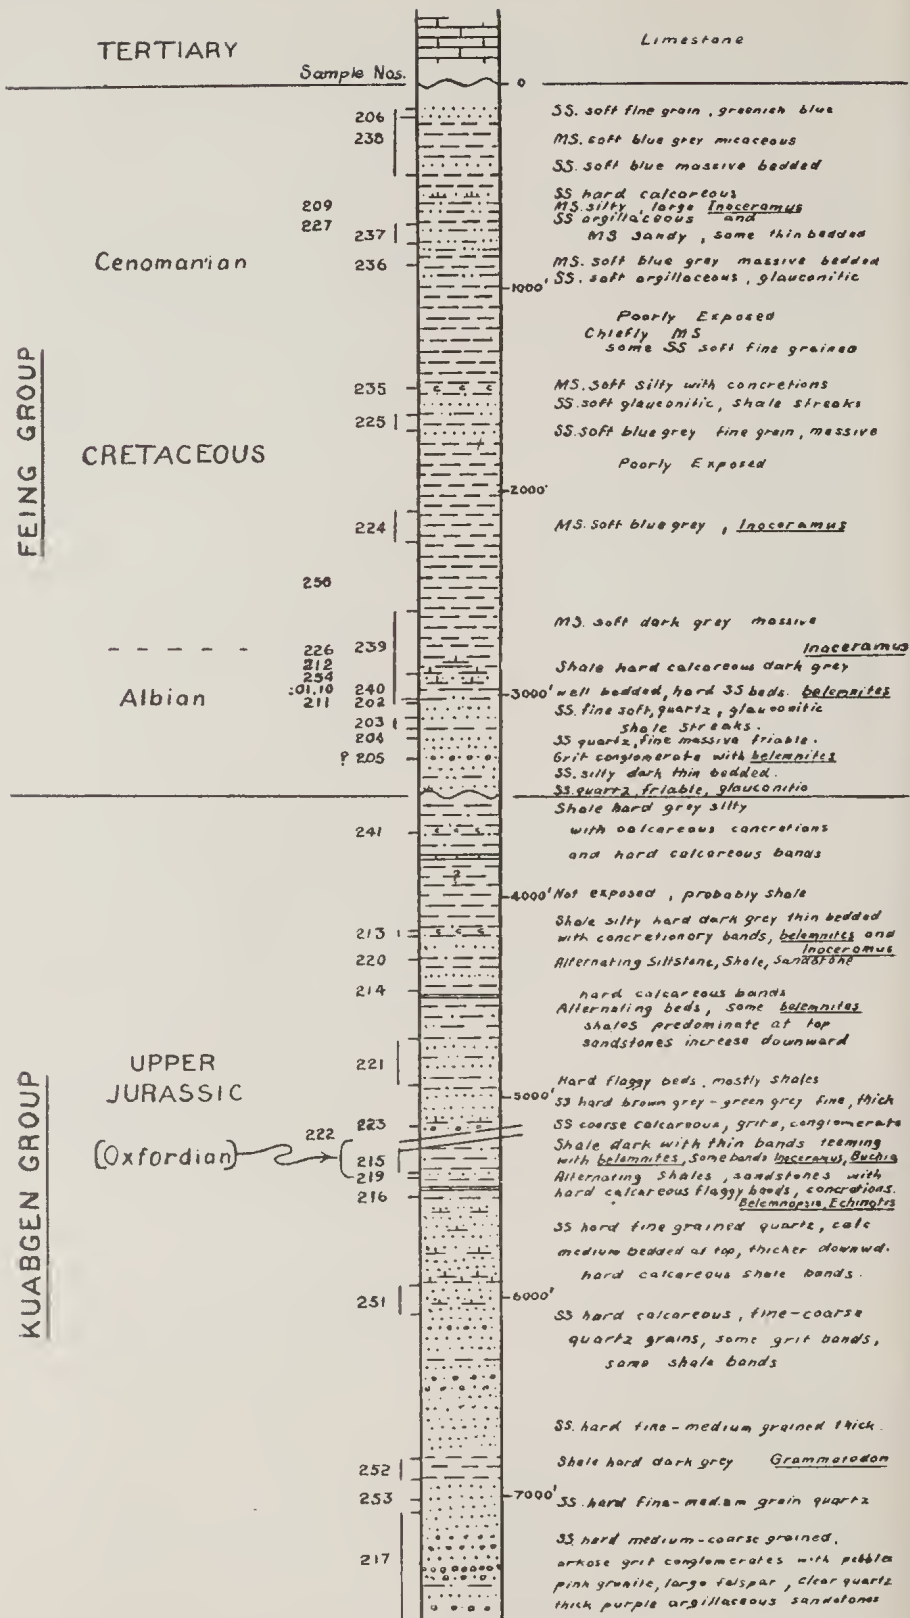 TERTIARY
Sample Nos.
Limestone
0
206
238
SS. soft fine grain, greenish blue
MS. soft blue grey micaceous
SS. soft blue massive bedded
209
227
237
236
Cenomanian
SS hard calcareous
MS. silty, large Inoceramus
SS argillaceous and
MS sandy, some thin bedded
MS. soft blue grey massive bedded
1000'
SS. soft argillaceous, glauconitic
Poorly Exposed
Chiefly MS
some SS soft fine grained
FEING GROUP
CRETACEOUS
235
225
MS. soft silty with concretions
SS. soft glauconitic, shale streaks
SS. soft blue grey fine grain, massive
Poorly Exposed
2000'
224
MS. soft blue grey, Inoceramus
250
239
MS. soft dark grey massive
Inoceramus
226
212
254
:01.10 240
211 202
203
204
? 205
Albian
Shale hard calcareous dark grey
3000'
well bedded, hard SS beds. belemnites
SS. fine soft, quartz, glauconitic
shale streaks.
SS quartz, fine massive friable.
Grit conglomerate with belemnites
SS. silty dark thin bedded.
SS. quartz, friable, glauconitic
241
Shale hard grey silty
with calcareous concretions
and hard calcareous bands
?
4000'
Not exposed, probably shale
213
220
214
Shale silty hard dark grey thin bedded
with concretionary bands, belemnites and
Inoceramus
Alternating Siltstone, Shale, Sandstone
hard calcareous bands
Alternating beds, some belemnites
shales predominate at top
sandstones increase downward
KUABGEN GROUP
UPPER
JURASSIC
(Oxfordian)
221
Hard flaggy beds, mostly shales
5000'
SS hard brown grey-green grey fine, thick
222
223
215
219
216
SS coarse calcareous, grits, conglomerate
Shale dark with thin bands teeming
with belemnites, Some bands Inoceramus, Buchia
Alternating Shales, sandstones with
hard calcareous flaggy bands, concretions.
Belemnopsis, Echinotis
SS hard fine grained quartz, calc
medium bedded at top, thicker downwd.
hard calcareous shale bands.
251
6000'
SS hard calcareous, fine-coarse
quartz grains, some grit bands,
some shale bands
SS. hard fine-medium grained thick.
252
253
Shale hard dark grey Grammatodon
7000'
SS. hard fine-medium grain quartz
217
SS. hard medium-coarse grained,
arkose grit conglomerates with pebbles
pink granite, large felspar, clear quartz
thick purple argillaceous sandstones